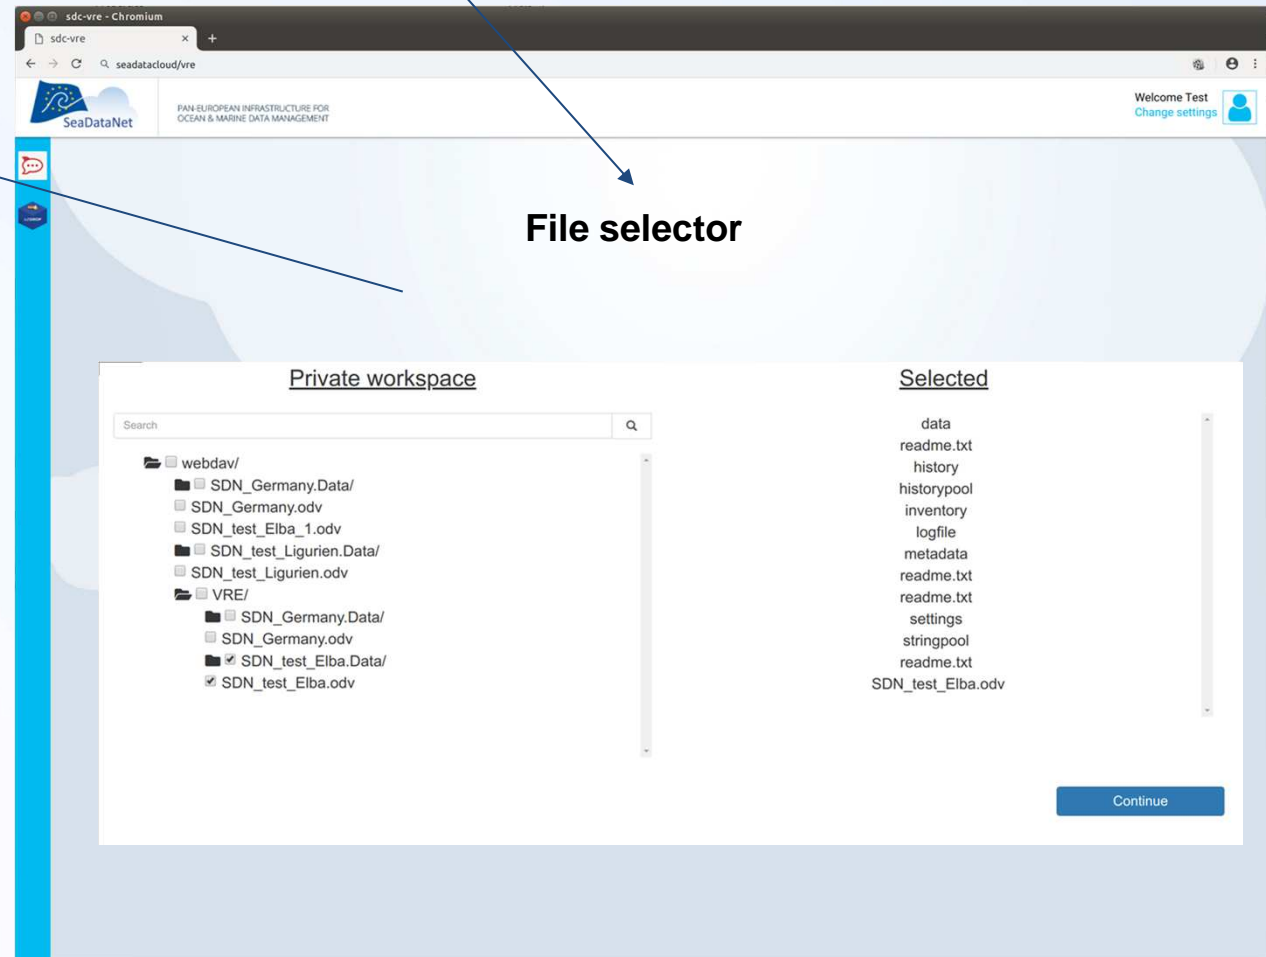 sdc-vre - Chromium
sdc-vre
seadatacloud/vre
SeaDataNet
PAN-EUROPEAN INFRASTRUCTURE FOR
OCEAN & MARINE DATA MANAGEMENT
Welcome Test
Change settings
File selector
Private workspace
Search
webdav/
SDN_Germany.Data/
SDN_Germany.odv
SDN_test_Elba_1.odv
SDN_test_Ligurien.Data/
SDN_test_Ligurien.odv
VRE/
SDN_Germany.Data/
SDN_Germany.odv
SDN_test_Elba.Data/
SDN_test_Elba.odv
Selected
data
readme.txt
history
historypool
inventory
logfile
metadata
readme.txt
readme.txt
settings
stringpool
readme.txt
SDN_test_Elba.odv
Continue